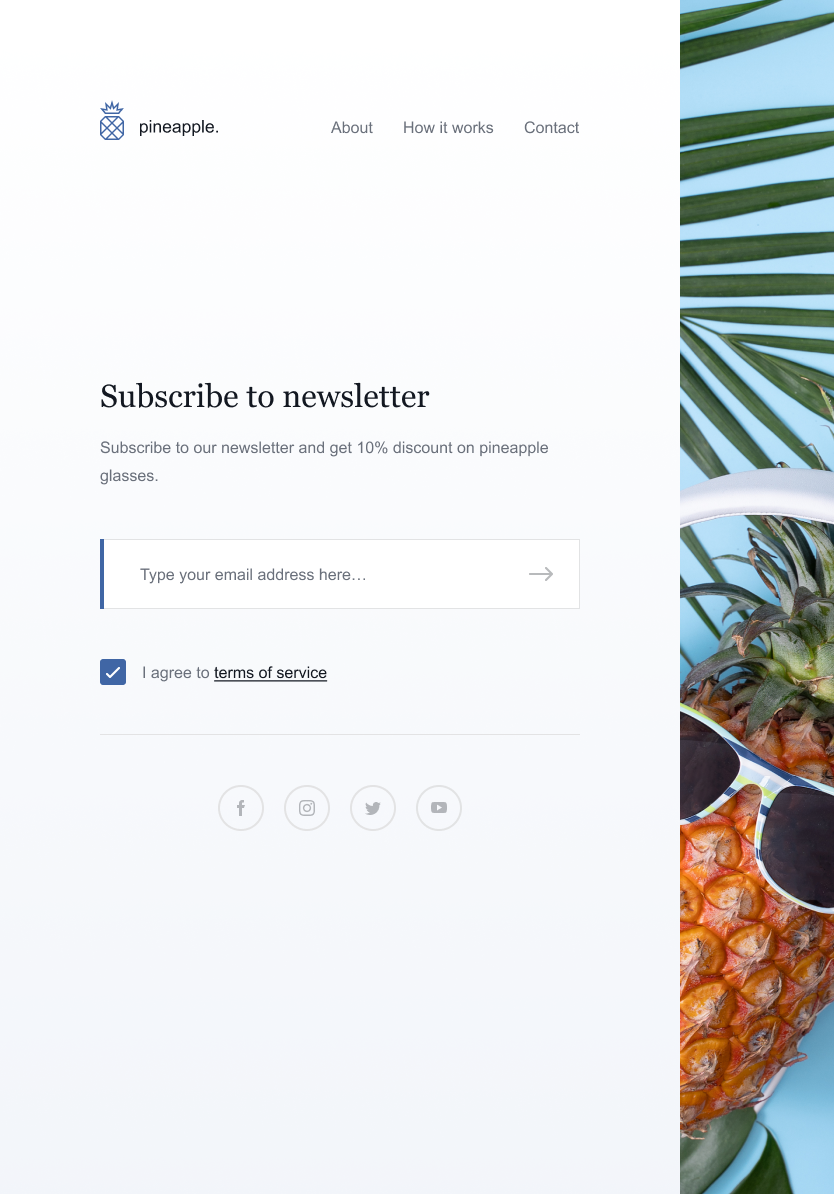 pineapple.
About
How it works
Contact
Subscribe to newsletter
Subscribe to our newsletter and get 10% discount on pineapple
glasses.
Type your email address here…
I agree to terms of service